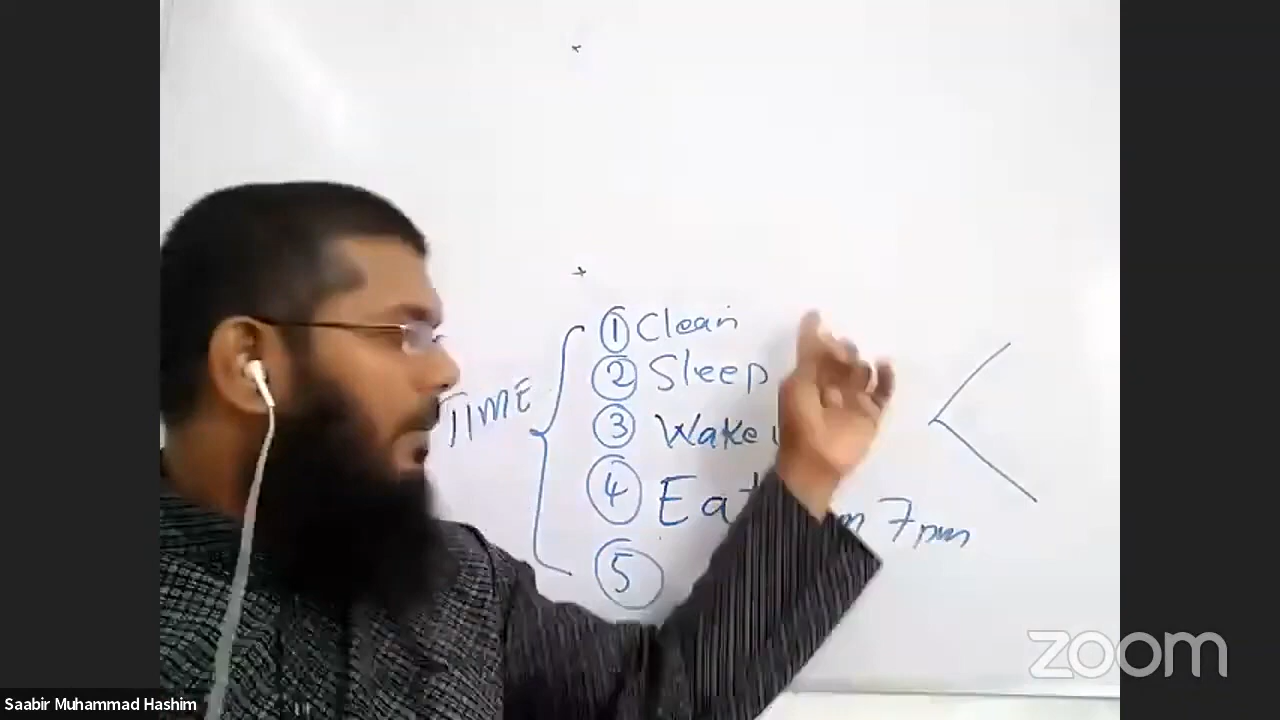 TIME
① Clean
② Sleep
③ Wake
④ Eat 7pm
⑤
zoom
Saabir Muhammad Hashim